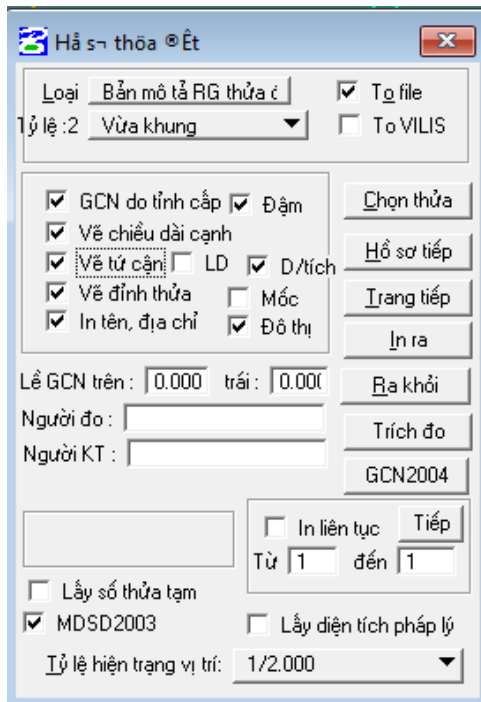 Hå s¬ thöa ®Êt
Loại Bản mô tả RG thửa đ
To file
Tỷ lệ :2 Vừa khung
To VILIS
GCN do tỉnh cấp
Đậm
Chọn thửa
Vẽ chiều dài cạnh
Vẽ tứ cận
LD
D/tích
Hồ sơ tiếp
Vẽ đỉnh thửa
Mốc
Trang tiếp
In tên, địa chỉ
Đô thị
In ra
Lề GCN trên : 0.000 trái : 0.00(
Ra khỏi
Người đo :
Trích đo
Người KT :
GCN2004
In liên tục
Tiếp
Từ 1 đến 1
Lấy số thửa tạm
MDSD2003
Lấy diện tích pháp lý
Tỷ lệ hiện trạng vị trí: 1/2.000